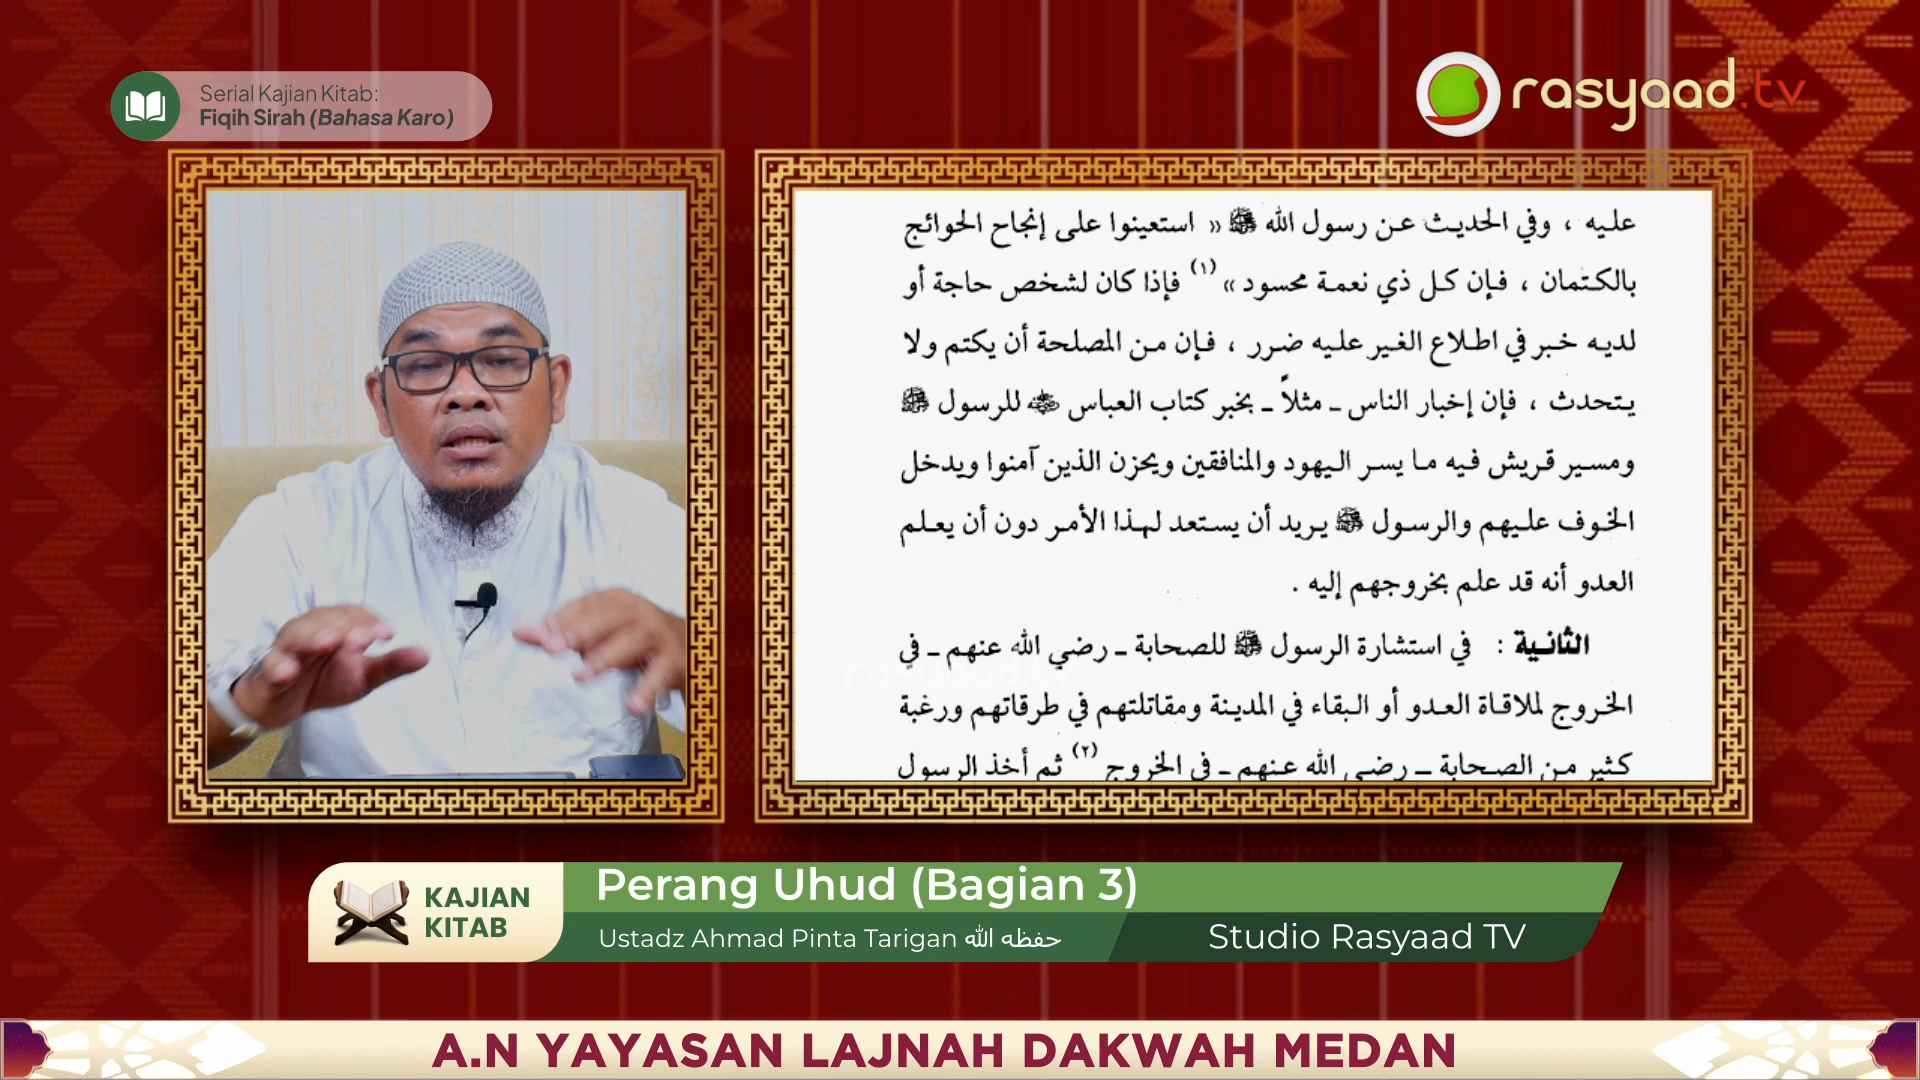 Serial Kajian Kitab:
Fiqih Sirah (Bahasa Karo)
rasyaad.tv
عليه ، وفي الحديث عن رسول الله ﷺ « استعينوا على إنجاح الحوائج
بالكتمان ، فإن كل ذي نعمة محسود » (١) فإذا كان لشخص حاجة أو
لديه خبر في اطلاع الغير عليه ضرر ، فإن من المصلحة أن يكتم ولا
يتحدث ، فإن إخبار الناس ـ مثلاً ـ بخبر كتاب العباس للرسول ﷺ
ومسير قريش فيه ما يسر اليهود والمنافقين ويحزن الذين آمنوا ويدخل
الخوف عليهم والرسول ﷺ يريد أن يستعد لهذا الأمر دون أن يعلم
العدو أنه قد علم بخروجهم إليه .
الثانية : في استشارة الرسول ﷺ للصحابة ـ رضي الله عنهم ـ في
الخروج لملاقاة العدو أو البقاء في المدينة ومقاتلتهم في طرقاتهم ورغبة
كثير من الصحابة ـ رضي الله عنهم ـ في الخروج (٢) ثم أخذ الرسول
rasyaad.tv
KAJIAN
KITAB
Perang Uhud (Bagian 3)
Ustadz Ahmad Pinta Tarigan حفظه الله
Studio Rasyaad TV
A.N YAYASAN LAJNAH DAKWAH MEDAN